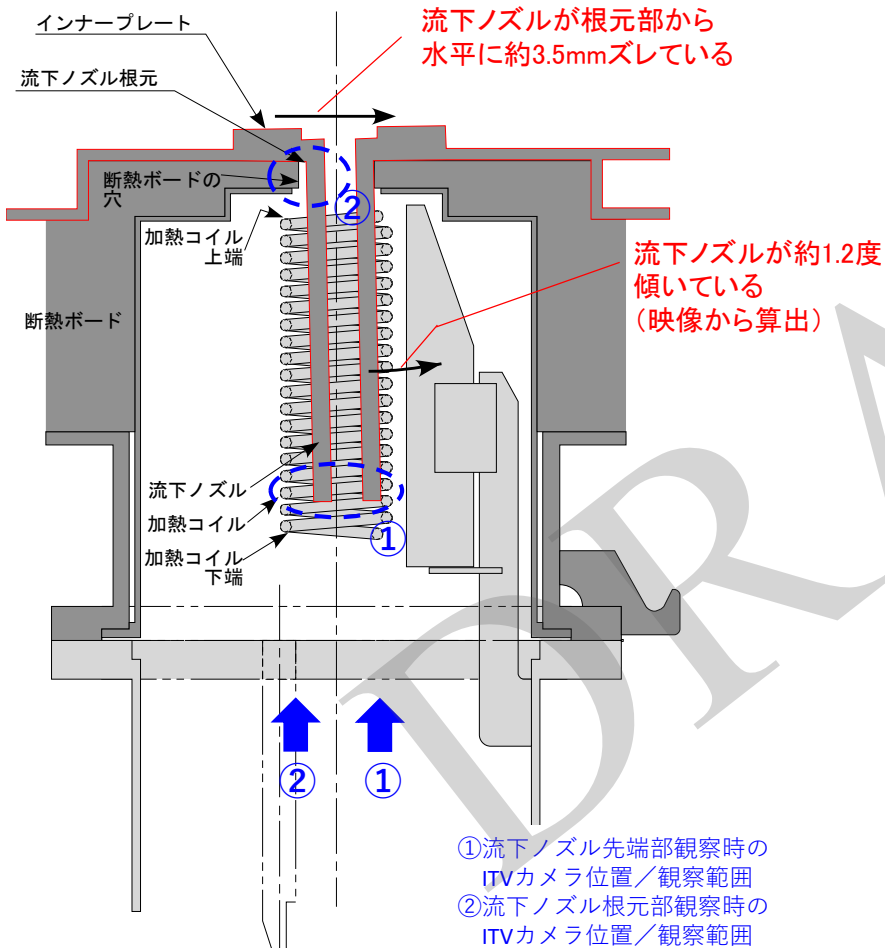 インナープレート
流下ノズルが根元部から
水平に約3.5mmズレている
流下ノズル根元
断熱ボードの
穴
②
加熱コイル
上端
流下ノズルが約1.2度
傾いている
（映像から算出）
断熱ボード
流下ノズル
加熱コイル
①
加熱コイル
下端
②
①
①流下ノズル先端部観察時の
ITVカメラ位置／観察範囲
②流下ノズル根元部観察時の
ITVカメラ位置／観察範囲